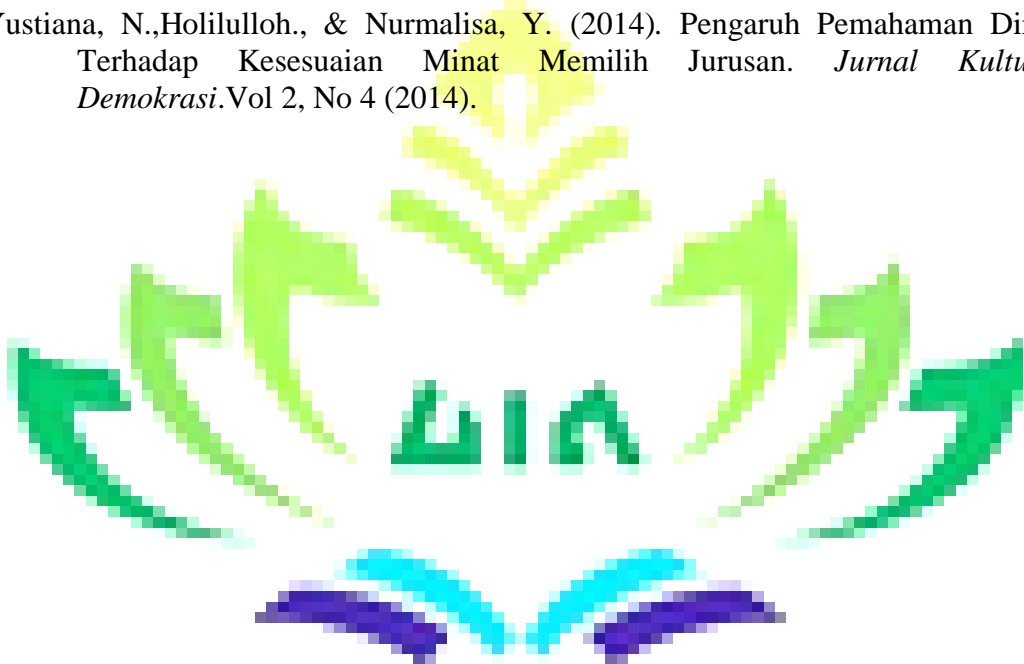 Yustiana, N.,Holilulloh., & Nurmalisa, Y. (2014). Pengaruh Pemahaman
Terhadap Kesesuaian Minat Memilih Jurusan. Jurnal
Demokrasi.Vol 2, No 4 (2014).
UIN